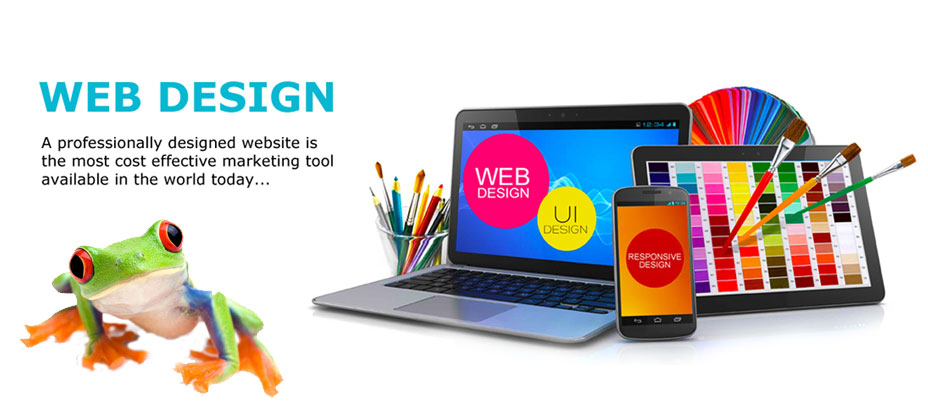 WEB DESIGN
A professionally designed website is
the most cost effective marketing tool
available in the world today...
12:34
WEB
DESIGN
UI
DESIGN
RESPONSIVE
DESIGN